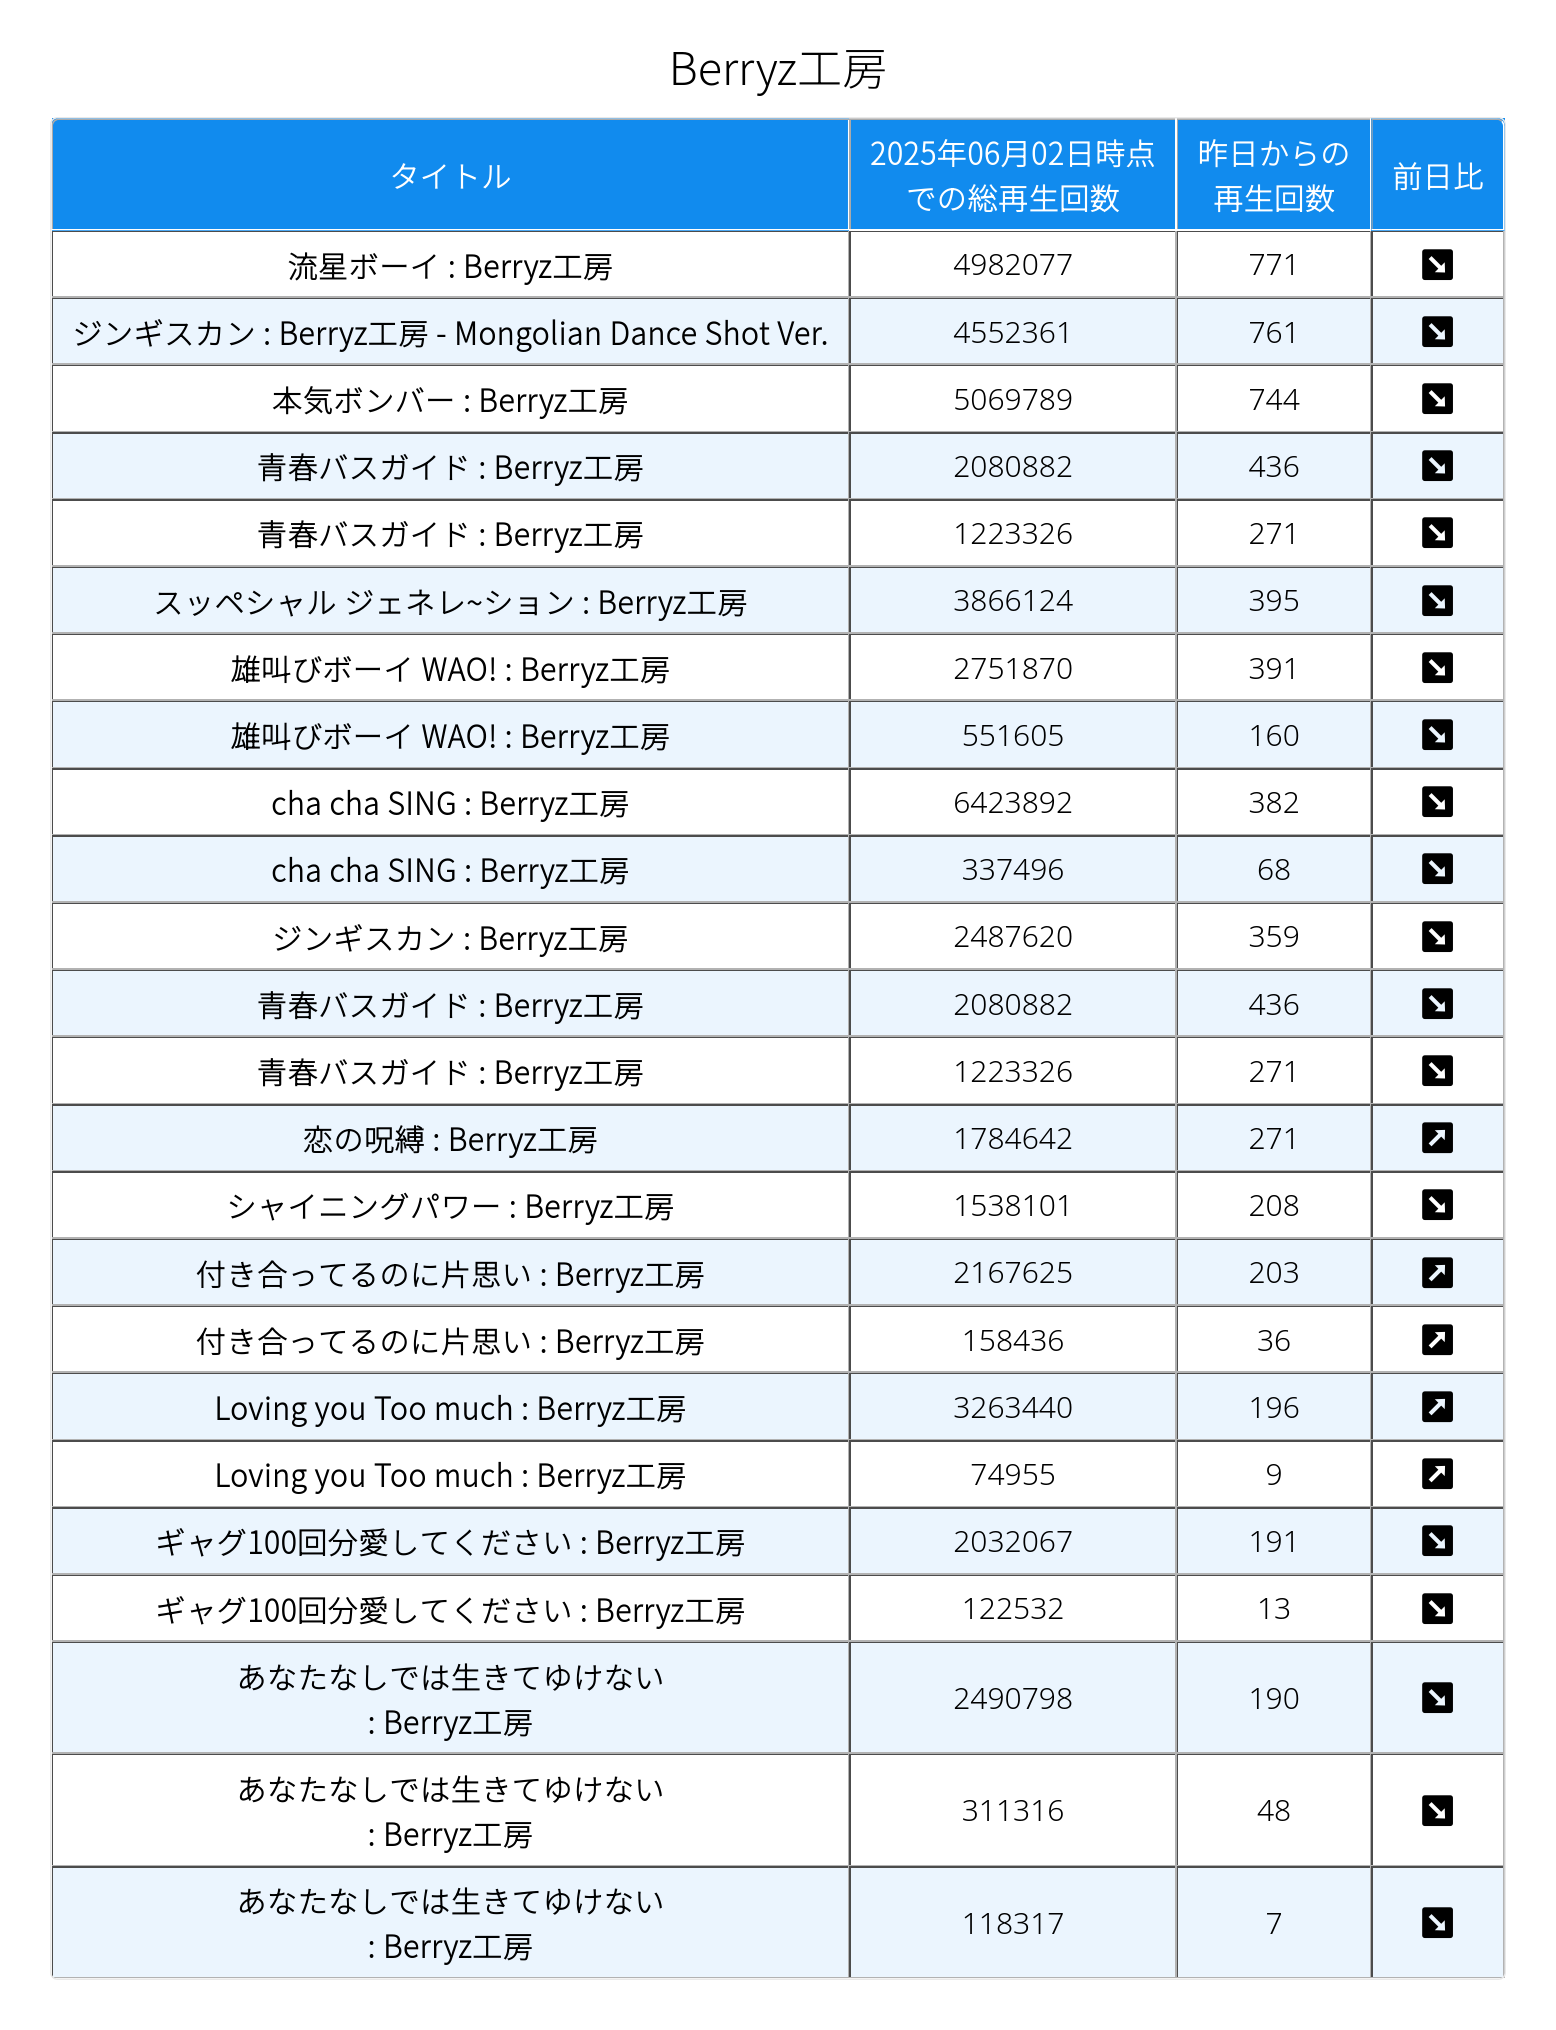 Berryz工房
タイトル
2025年06月02日時点
での総再生回数
昨日からの
再生回数
前日比
流星ボーイ : Berryz工房 4982077 771
ジンギスカン : Berryz工房 - Mongolian Dance Shot Ver. 4552361 761
本気ボンバー : Berryz工房 5069789 744
青春バスガイド : Berryz工房 2080882 436
青春バスガイド : Berryz工房 1223326 271
スッペシャル ジェネレ~ション : Berryz工房 3866124 395
雄叫びボーイ WAO! : Berryz工房 2751870 391
雄叫びボーイ WAO! : Berryz工房 551605 160
cha cha SING : Berryz工房 6423892 382
cha cha SING : Berryz工房 337496 68
ジンギスカン : Berryz工房 2487620 359
青春バスガイド : Berryz工房 2080882 436
青春バスガイド : Berryz工房 1223326 271
恋の呪縛 : Berryz工房 1784642 271
シャイニングパワー : Berryz工房 1538101 208
付き合ってるのに片思い : Berryz工房 2167625 203
付き合ってるのに片思い : Berryz工房 158436 36
Loving you Too much : Berryz工房 3263440 196
Loving you Too much : Berryz工房 74955 9
ギャグ100回分愛してください : Berryz工房 2032067 191
ギャグ100回分愛してください : Berryz工房 122532 13
あなたなしでは生きてゆけない
: Berryz工房 2490798 190
あなたなしでは生きてゆけない
: Berryz工房 311316 48
あなたなしでは生きてゆけない
: Berryz工房 118317 7